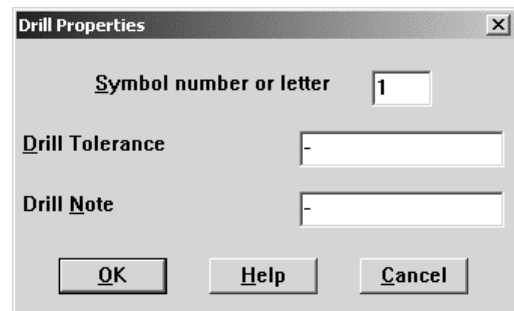 Drill Properties
Symbol number or letter 1
Drill Tolerance -
Drill Note -
OK Help Cancel